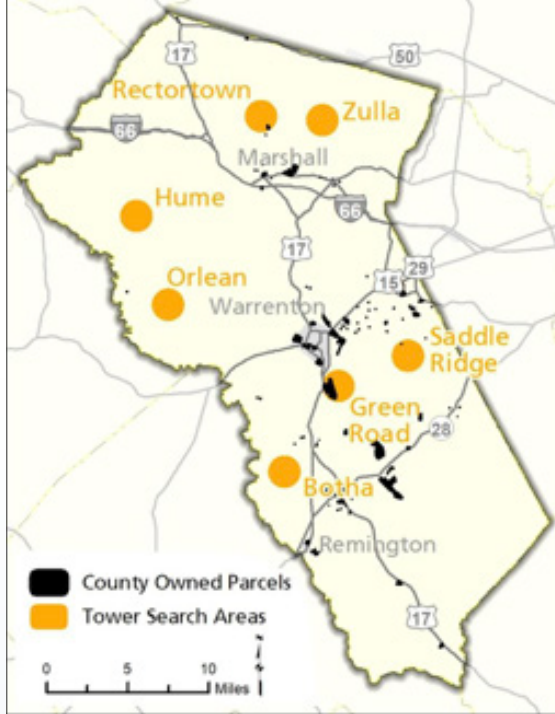 17
50
Rectortown
Zulla
66
Marshall
66
Hume
17
29
15
Orlean
Warrenton
Saddle
Ridge
Green
Road
28
Botha
Remington
County Owned Parcels
Tower Search Areas
17
0 5 10
Miles